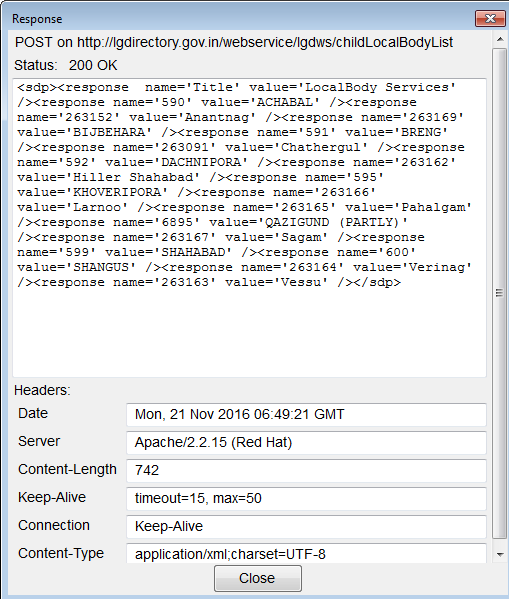 Response
POST on http://lgdirectory.gov.in/webservice/lgdws/childLocalBodyList
Status: 200 OK
<sdp><response  name='Title' value='LocalBody Services'
/><response name='590' value='ACHABAL' /><response
name='263152' value='Anantnag' /><response name='263169'
value='BIJBEHARA' /><response name='591' value='BRENG'
/><response name='263091' value='Chathergul' /><response
name='592' value='DACHNIPORA' /><response name='263162'
value='Hiller Shahabad' /><response name='595'
value='KHOVERIPORA' /><response name='263166'
value='Larnoo' /><response name='263165' value='Pahalgam'
/><response name='6895' value='QAZIGUND (PARTLY)'
/><response name='263167' value='Sagam' /><response
name='599' value='SHAHABAD' /><response name='600'
value='SHANGUS' /><response name='263164' value='Verinag'
/><response name='263163' value='Vessu' /></sdp>
Headers:
Date Mon, 21 Nov 2016 06:49:21 GMT
Server Apache/2.2.15 (Red Hat)
Content-Length 742
Keep-Alive timeout=15, max=50
Connection Keep-Alive
Content-Type application/xml;charset=UTF-8
Close